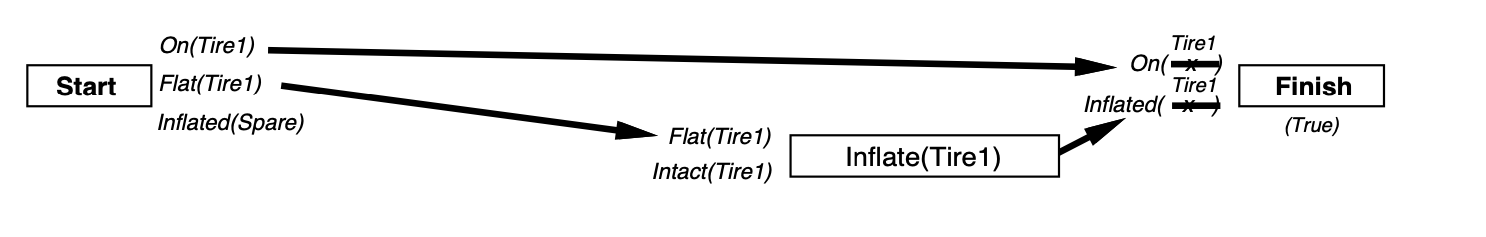 Start
On(Tire1)
Flat(Tire1)
Inflated(Spare)
Flat(Tire1)
Intact(Tire1)
Inflate(Tire1)
Tire1
On( x )
Tire1
Inflated( x )
Finish
(True)